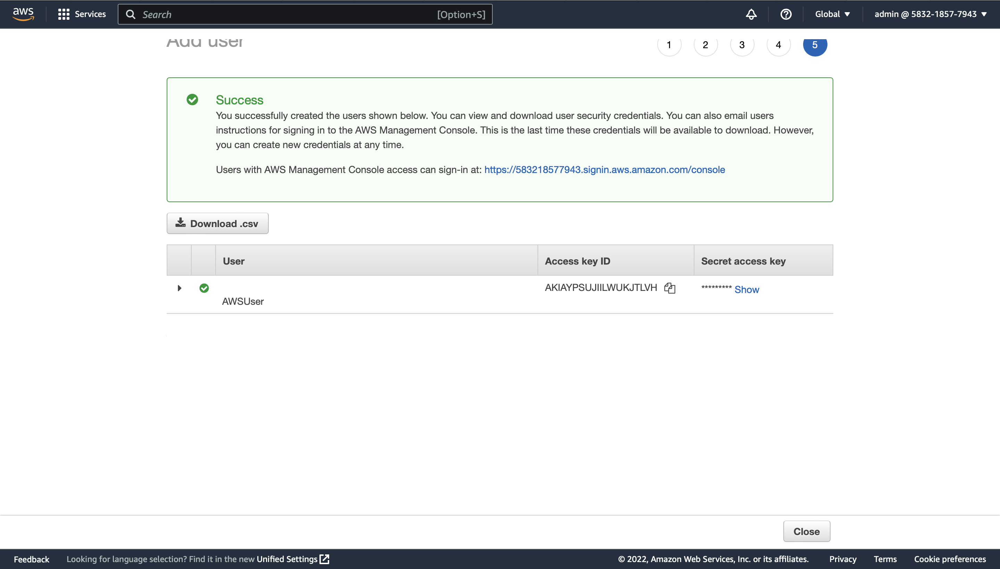 aws
Services
Search
[Option+S]
Global
admin @ 5832-1857-7943
Add user
1 2 3 4 5
Success
You successfully created the users shown below. You can view and download user security credentials. You can also email users
instructions for signing in to the AWS Management Console. This is the last time these credentials will be available to download. However,
you can create new credentials at any time.
Users with AWS Management Console access can sign-in at: https://583218577943.signin.aws.amazon.com/console
Download .csv
User Access key ID Secret access key
AKIAYPSUJIILWUKJTLVH ********* Show
AWSUser
Close
Feedback Looking for language selection? Find it in the new Unified Settings © 2022, Amazon Web Services, Inc. or its affiliates. Privacy Terms Cookie preferences